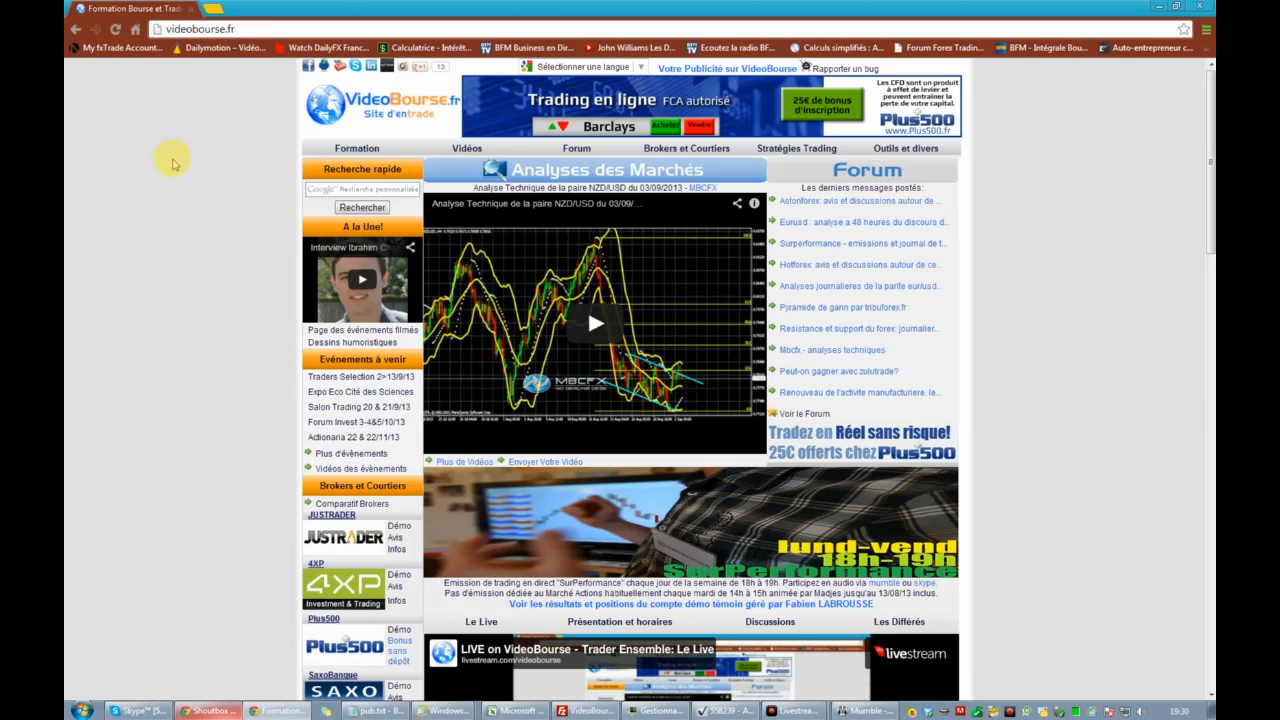 Formation Bourse et Trad
videobourse.fr
My fxTrade Account...
Dailymotion – Vidéo...
Watch DailyFX Franc...
Calculatrice - Intérêt...
BFM Business en Dir...
John Williams Les D...
Ecoutez la radio BF...
Calculs simplifiés : A...
Forum Forex Trading...
BFM - Intégrale Bou...
Auto-entrepreneur c...
13
Sélectionner une langue
Votre Publicité sur VideoBourse
Rapporter un bug
VideoBourse.fr
Site d'entrade
Trading en ligne FCA autorisé
Barclays
Acheter
Vendre
25€ de bonus
d'inscription
Les CFD sont un produit
à effet de levier et
peuvent entraîner la
perte de votre capital.
Plus500
www.Plus500.fr
Formation
Vidéos
Forum
Brokers et Courtiers
Stratégies Trading
Outils et divers
Recherche rapide
Google Recherche personnalisée
Rechercher
A la Une!
Interview Ibrahim
Page des événements filmés
Dessins humoristiques
Evénements à venir
Traders Selection 2>13/9/13
Expo Eco Cité des Sciences
Salon Trading 20 & 21/9/13
Forum Invest 3-4&5/10/13
Actionaria 22 & 22/11/13
Plus d'évènements
Vidéos des évènements
Brokers et Courtiers
Comparatif Brokers
JUSTRADER
JUSTRADER
Démo
Avis
Infos
4XP
4XP
Investment & Trading
Démo
Avis
Infos
Plus500
Plus500
Démo
Bonus
sans
dépôt
SaxoBanque
SAXO
Démo
Avis
Analyses des Marchés
Analyse Technique de la paire NZD/USD du 03/09/2013 - MBCFX
Analyse Technique de la paire NZD/USD du 03/09/...
MBCFX
Plus de Vidéos
Envoyer Votre Vidéo
Forum
Les derniers messages postés:
Astonforex: avis et discussions autour de ...
Eurusd : analyse a 48 heures du discours d...
Surperformance - emissions et journal de t...
Hotforex: avis et discussions autour de ce...
Analyses journalieres de la parite eur/usd...
Pyramide de gann par tribuforex.fr
Resistance et support du forex: journalier...
Mbcfx - analyses techniques
Peut-on gagner avec zulutrade?
Renouveau de l'activite manufacturiere. le...
Voir le Forum
Tradez en Réel sans risque!
25€ offerts chez Plus500
lund-vend
18h-19h
SurPerformance
Emission de trading en direct "SurPerformance" chaque jour de la semaine de 18h à 19h. Participez en audio via mumble ou skype.
Pas d'émission dédiée au Marché Actions habituellement chaque mardi de 14h à 15h animée par Madjes jusqu'au 13/08/13 inclus.
Voir les résultats et positions du compte démo témoin géré par Fabien LABROUSSE
Le Live
Présentation et horaires
Discussions
Les Différés
LIVE on VideoBourse - Trader Ensemble: Le Live
livestream.com/videobourse
livestream
Skype™ [5...
Shoutbox ...
Formation...
pub.txt - B...
Windows...
Microsoft ...
VideoBour...
Gestionna...
558239 - A...
Livestrea...
Mumble -...
19:30